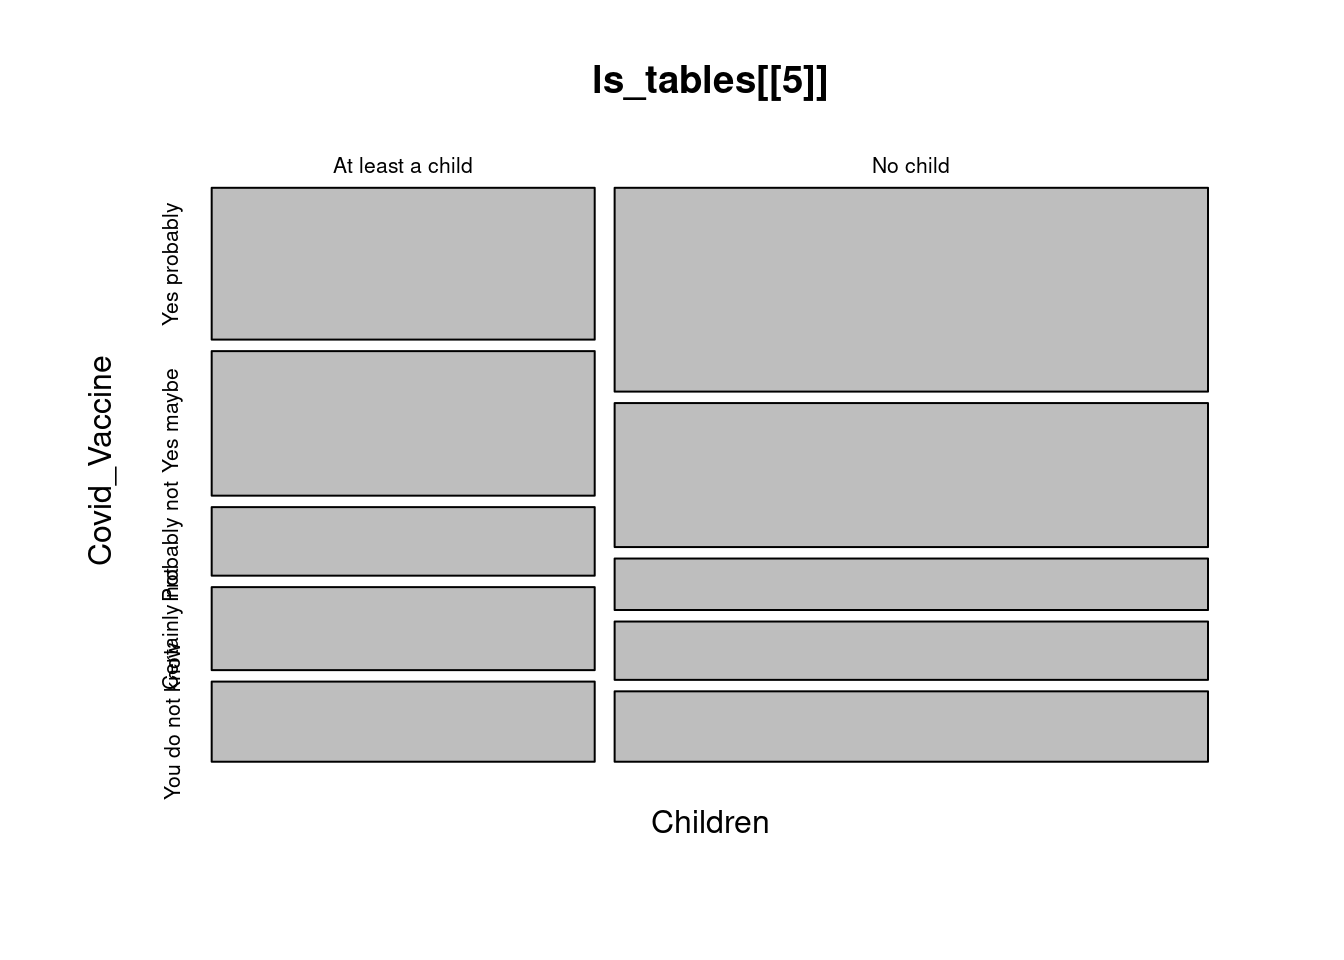 ls_tables[[5]]
At least a child
No child
Yes probably
Yes maybe
Probably not
Certainly not
You do not know
Covid_Vaccine
Children